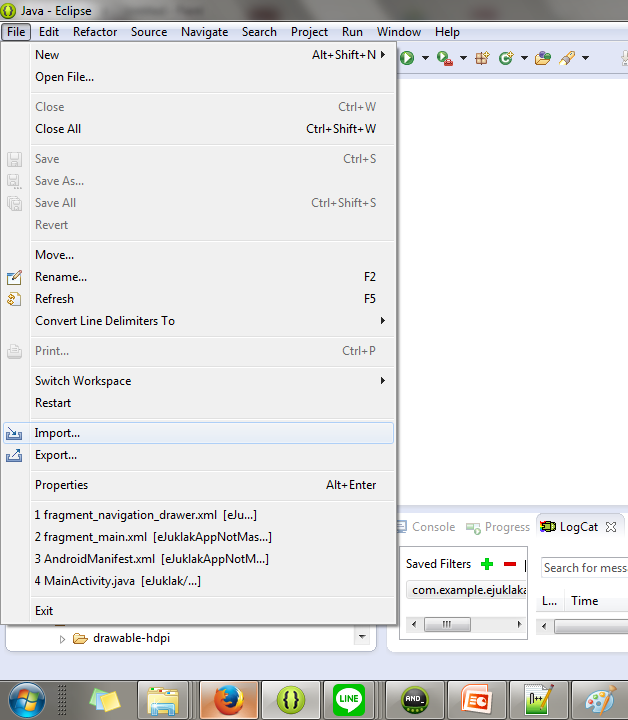 Java - Eclipse
File Edit Refactor Source Navigate Search Project Run Window Help
New Alt+Shift+N
Open File...
Close Ctrl+W
Close All Ctrl+Shift+W
Save Ctrl+S
Save As...
Save All Ctrl+Shift+S
Revert
Move...
Rename... F2
Refresh F5
Convert Line Delimiters To
Print... Ctrl+P
Switch Workspace
Restart
Import...
Export...
Properties Alt+Enter
1 fragment_navigation_drawer.xml [eJu...]
2 fragment_main.xml [eJuklakAppNotMas...]
3 AndroidManifest.xml [eJuklakAppNotM...]
4 MainActivity.java [eJuklak/...]
Exit
drawable-hdpi
Console Progress LogCat
Saved Filters
com.example.ejuklaka
Search for mess
L... Time
LINE
AND_